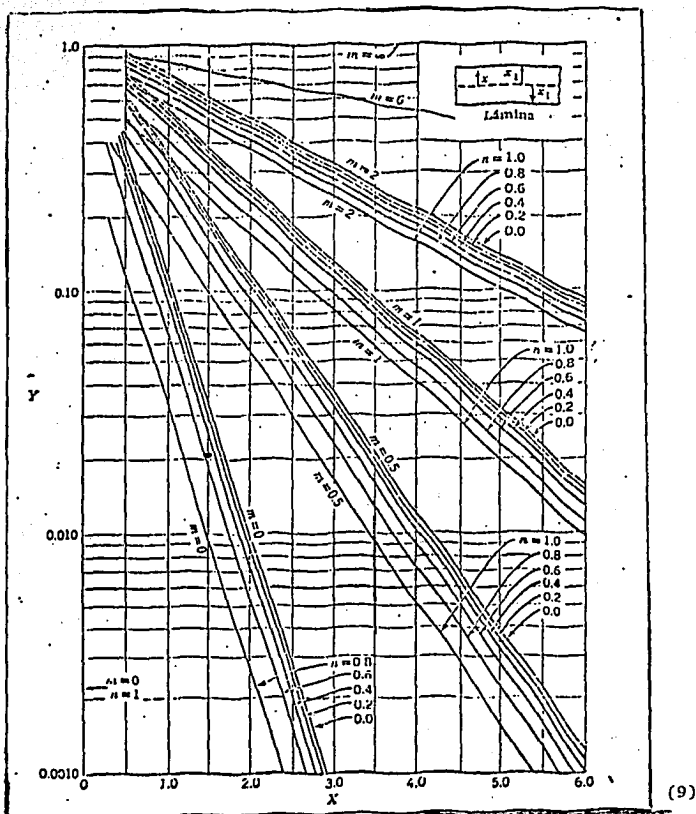 1.0
m = ∞
m = 6
x x₁
x₁
Lámina
m = 2
m = 2
n = 1.0
0.8
0.6
0.4
0.2
0.0
0.10
m = 1
m = 1
n = 1.0
0.8
0.6
0.4
0.2
0.0
Y
m = 0.5
m = 0.5
0.010
m = 0
m = 0
n = 1.0
0.8
0.6
0.4
0.2
0.0
n = 0.8
0.6
0.4
0.2
0.0
m = 0
n = 1
0.0010
0 1.0 2.0 3.0 4.0 5.0 6.0
X
(9)